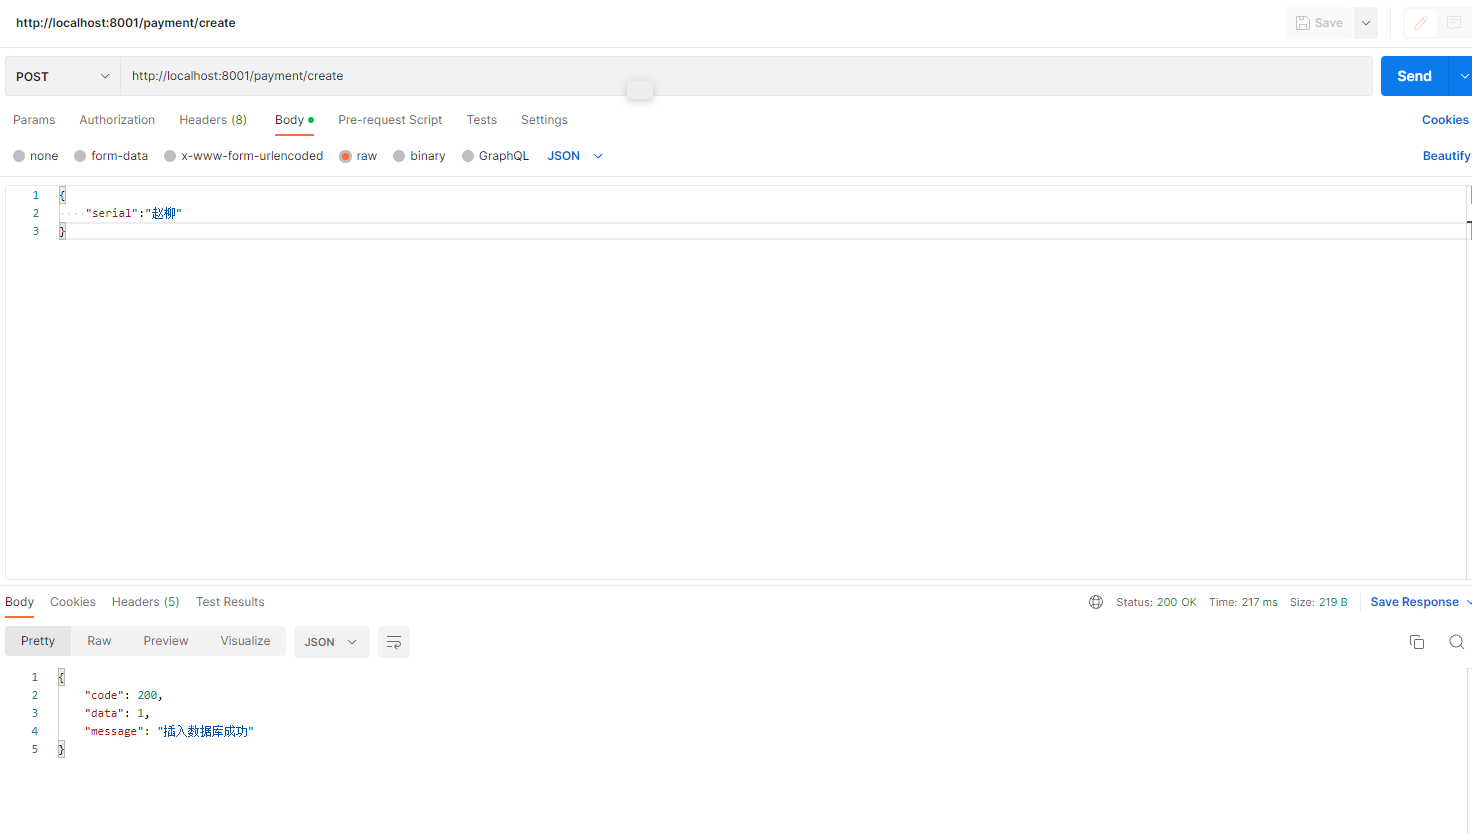 http://localhost:8001/payment/create
Save
POST http://localhost:8001/payment/create Send
Params Authorization Headers (8) Body Pre-request Script Tests Settings Cookies
none form-data x-www-form-urlencoded raw binary GraphQL JSON Beautify
1 {
2 "serial":"赵柳"
3 }
Body Cookies Headers (5) Test Results Status: 200 OK Time: 217 ms Size: 219 B Save Response
Pretty Raw Preview Visualize JSON
1 {
2 "code": 200,
3 "data": 1,
4 "message": "插入数据库成功"
5 }